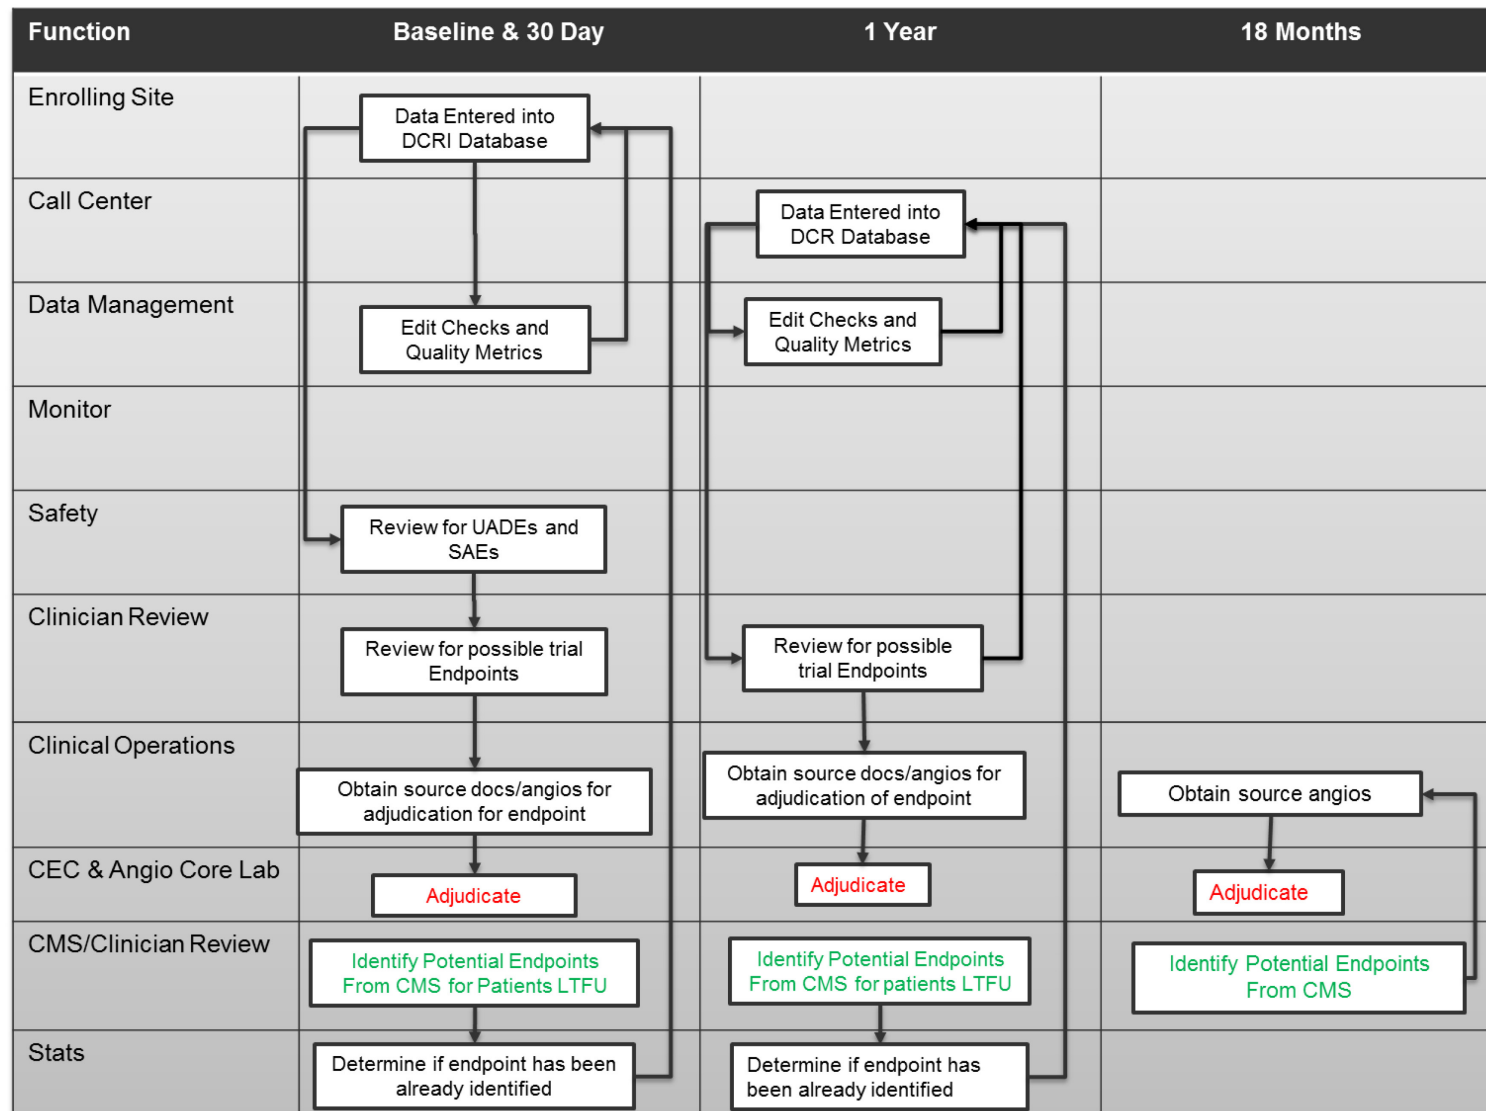 Function Baseline & 30 Day 1 Year 18 Months
Enrolling Site
Data Entered into
DCRI Database
Call Center
Data Entered into
DCR Database
Data Management
Edit Checks and
Quality Metrics
Edit Checks and
Quality Metrics
Monitor
Safety
Review for UADEs and
SAEs
Clinician Review
Review for possible trial
Endpoints
Review for possible
trial Endpoints
Clinical Operations
Obtain source docs/angios for
adjudication for endpoint
Obtain source docs/angios for
adjudication of endpoint
Obtain source angios
CEC & Angio Core Lab
Adjudicate
Adjudicate
Adjudicate
CMS/Clinician Review
Identify Potential Endpoints
From CMS for Patients LTFU
Identify Potential Endpoints
From CMS for patients LTFU
Identify Potential Endpoints
From CMS
Stats
Determine if endpoint has been
already identified
Determine if endpoint has
been already identified